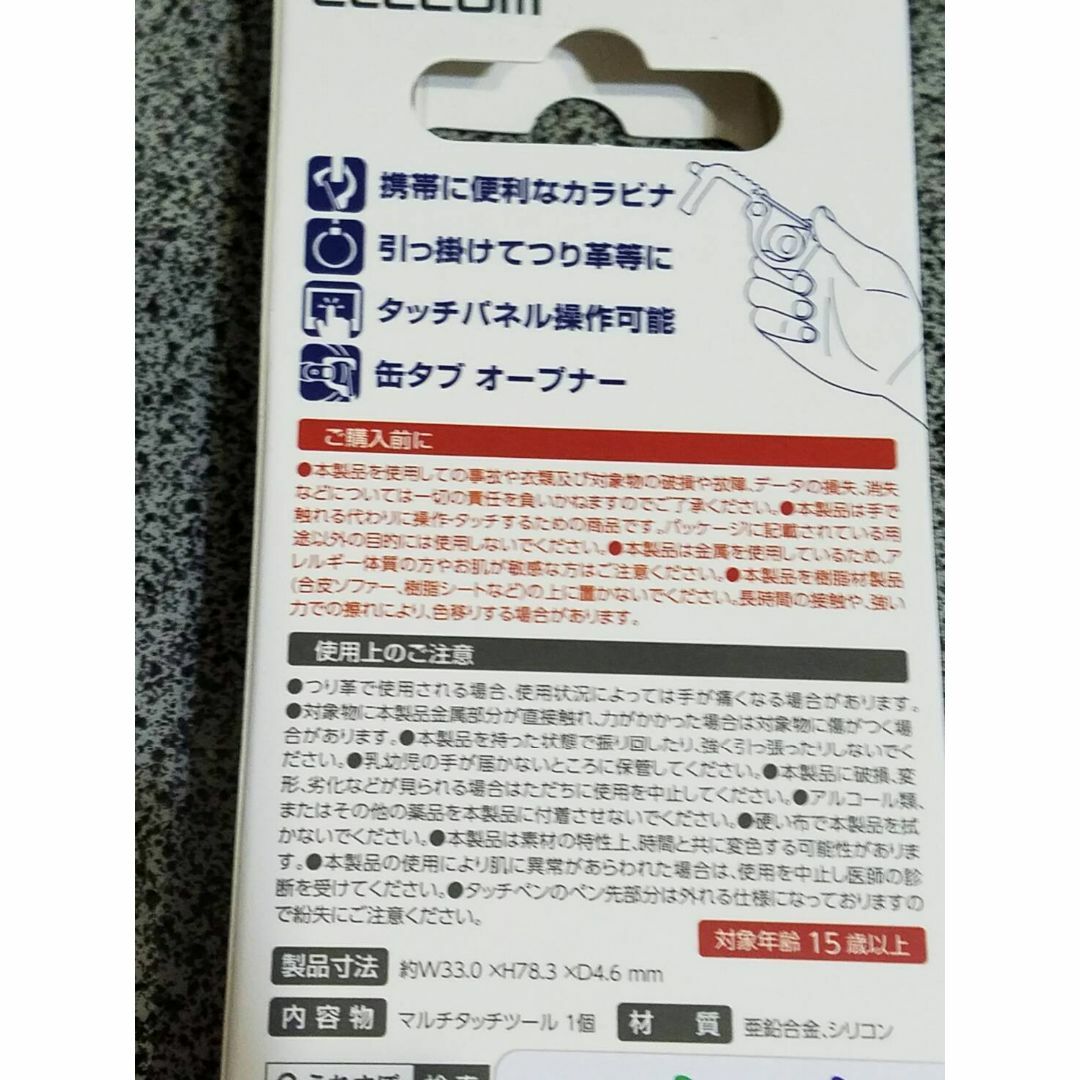 ELECOM
携帯に便利なカラビナ
引っ掛けてつり革等に
タッチパネル操作可能
缶タブ オープナー
ご購入前に
●本製品を使用しての事故や衣類及び対象物の破損や故障、データの損失、消失
などについては一切の責任を負いかねますのでご了承ください。●本製品は手で
触れる代わりに操作・タッチするための商品です。パッケージに記載されている用
途以外の目的には使用しないでください。●本製品は金属を使用しているため、ア
レルギー体質の方やお肌が敏感な方はご注意ください。●本製品を樹脂材製品
(合皮ソファー、樹脂シートなど)の上に置かないでください。長時間の接触や、強い
力での擦れにより、色移りする場合があります。
使用上のご注意
●つり革で使用される場合、使用状況によっては手が痛くなる場合があります。
●対象物に本製品金属部分が直接触れ、力がかかった場合は対象物に傷がつく場
合があります。●本製品を持った状態で振り回したり、強く引っ張ったりしないでく
ださい。●乳幼児の手が届かないところに保管してください。●本製品に破損、変
形、劣化などが見られる場合はただちに使用を中止してください。●アルコール類、
またはその他の薬品を本製品に付着させないでください。●硬い布で本製品を拭
かないでください。●本製品は素材の特性上、時間と共に変色する可能性がありま
す。●本製品の使用により肌に異常があらわれた場合は、使用を中止し医師の診
断を受けてください。●タッチペンのペン先部分は外れる仕様になっておりますの
で紛失にご注意ください。
対象年齢 15歳以上
製品寸法 約W33.0 ×H78.3 ×D4.6 mm
内容物 マルチタッチツール 1個 材質 亜鉛合金、シリコン